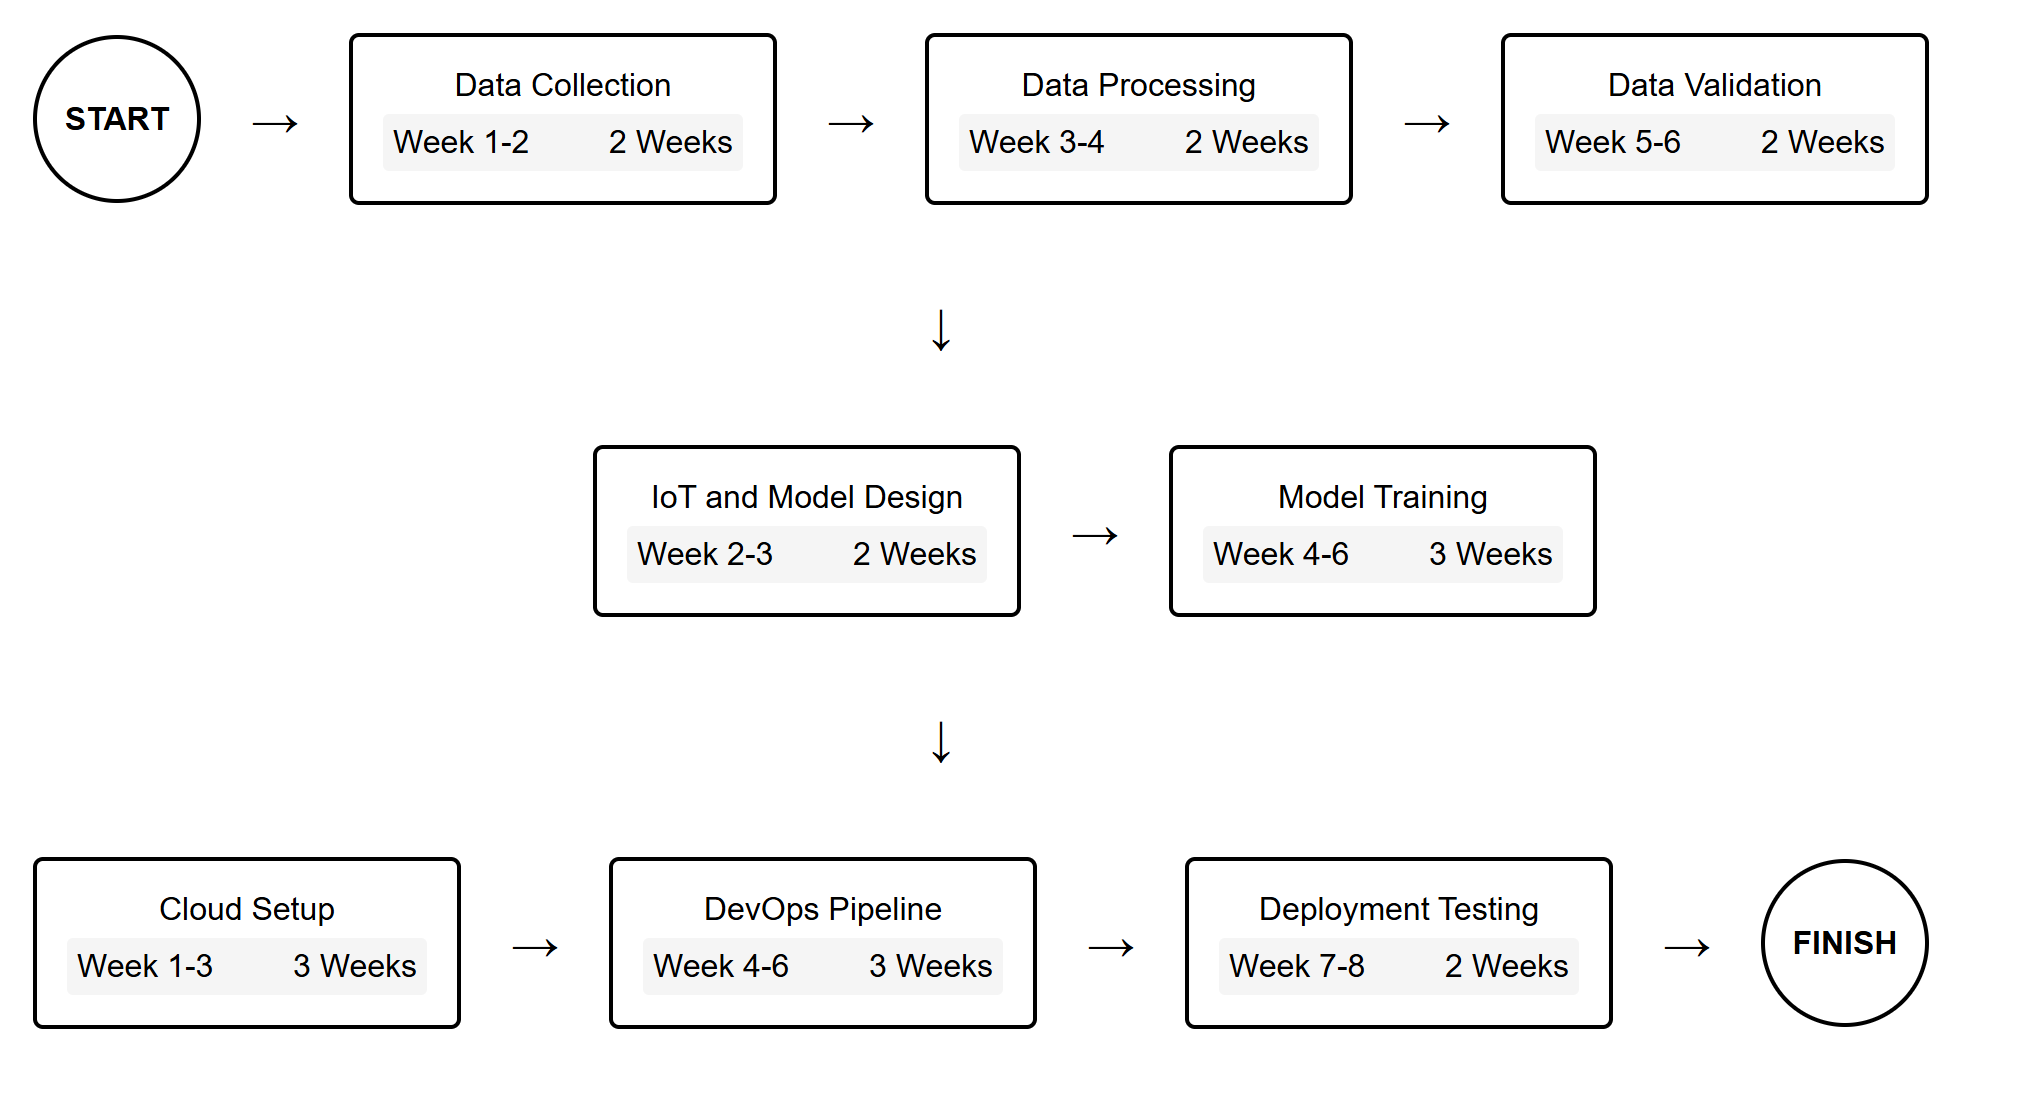 START
→
Data Collection
Week 1-2 2 Weeks
→
Data Processing
Week 3-4 2 Weeks
→
Data Validation
Week 5-6 2 Weeks
↓
IoT and Model Design
Week 2-3 2 Weeks
→
Model Training
Week 4-6 3 Weeks
↓
Cloud Setup
Week 1-3 3 Weeks
→
DevOps Pipeline
Week 4-6 3 Weeks
→
Deployment Testing
Week 7-8 2 Weeks
→
FINISH